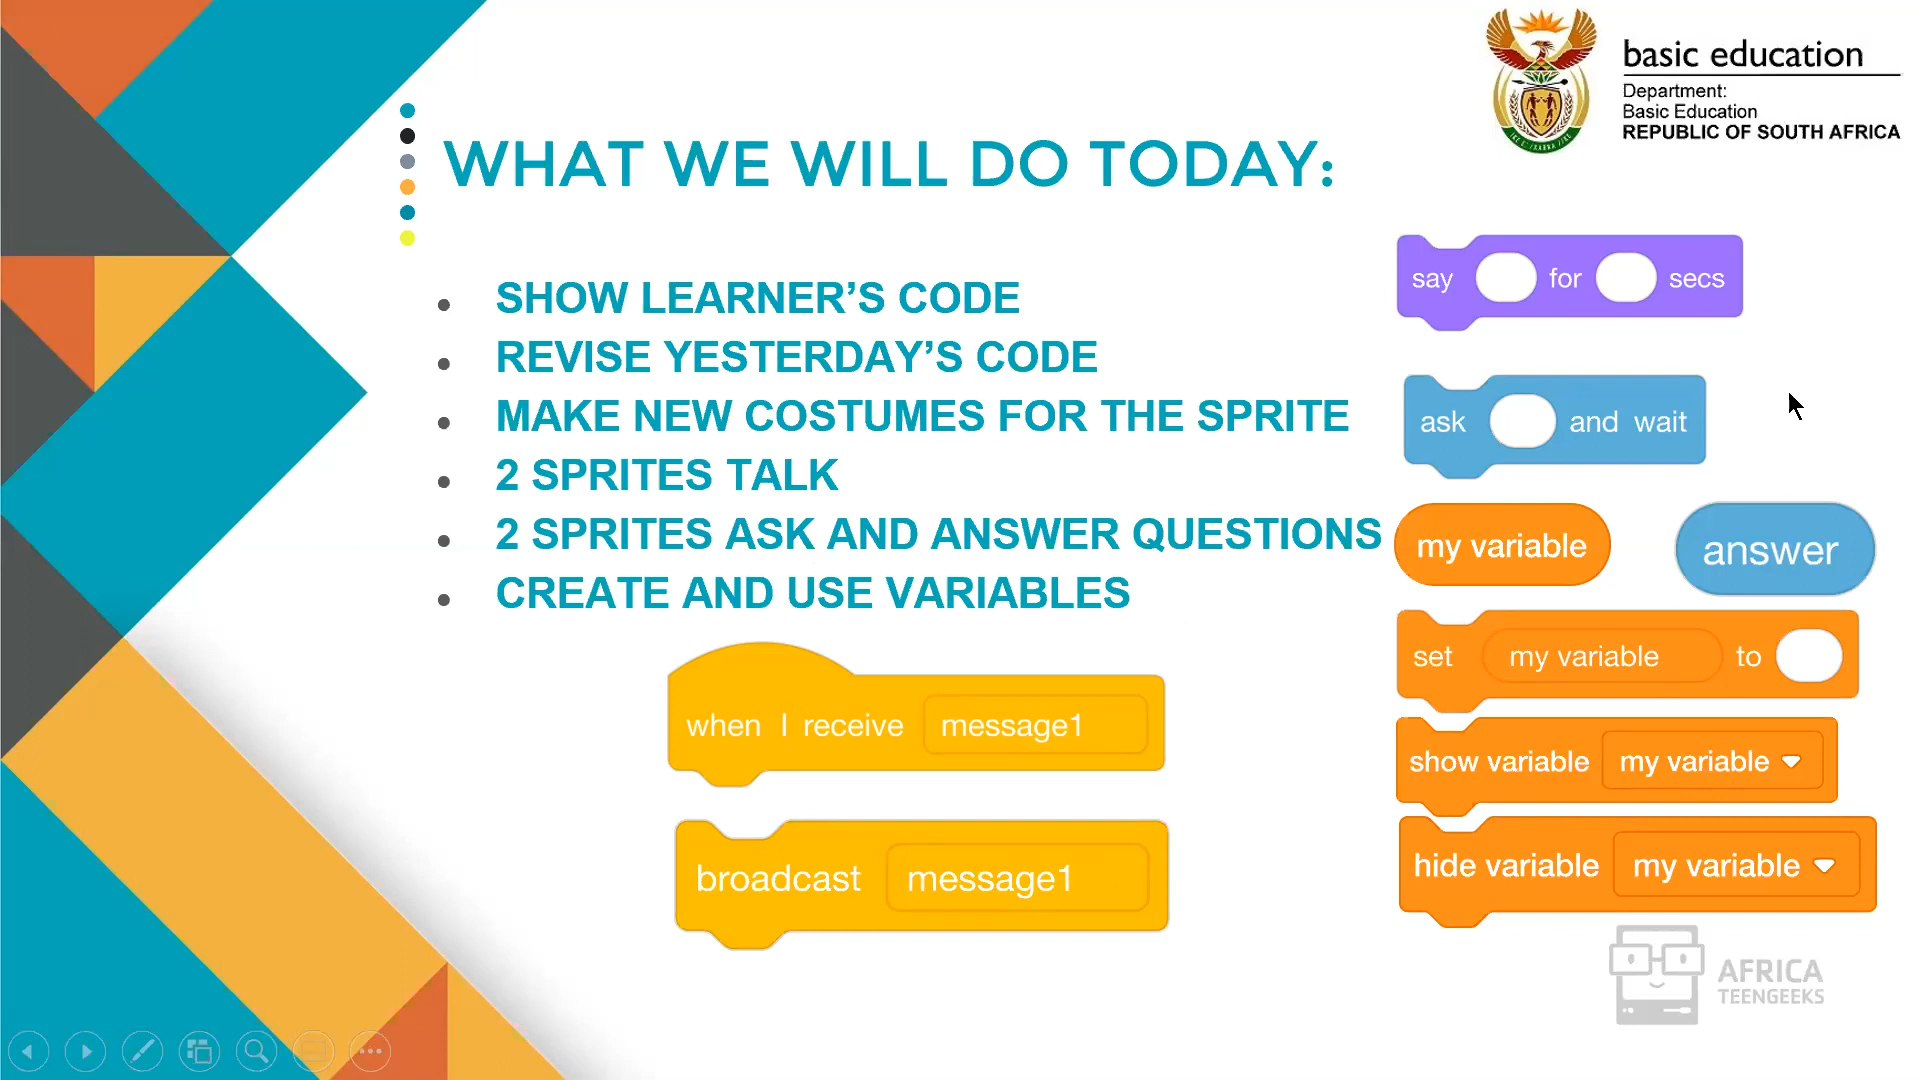 basic education
Department:
Basic Education
REPUBLIC OF SOUTH AFRICA
WHAT WE WILL DO TODAY:
• SHOW LEARNER’S CODE
• REVISE YESTERDAY’S CODE
• MAKE NEW COSTUMES FOR THE SPRITE
• 2 SPRITES TALK
• 2 SPRITES ASK AND ANSWER QUESTIONS
• CREATE AND USE VARIABLES
say for secs
ask and wait
my variable
answer
set my variable to
show variable my variable
hide variable my variable
when I receive message1
broadcast message1
AFRICA
TEENGEEKS